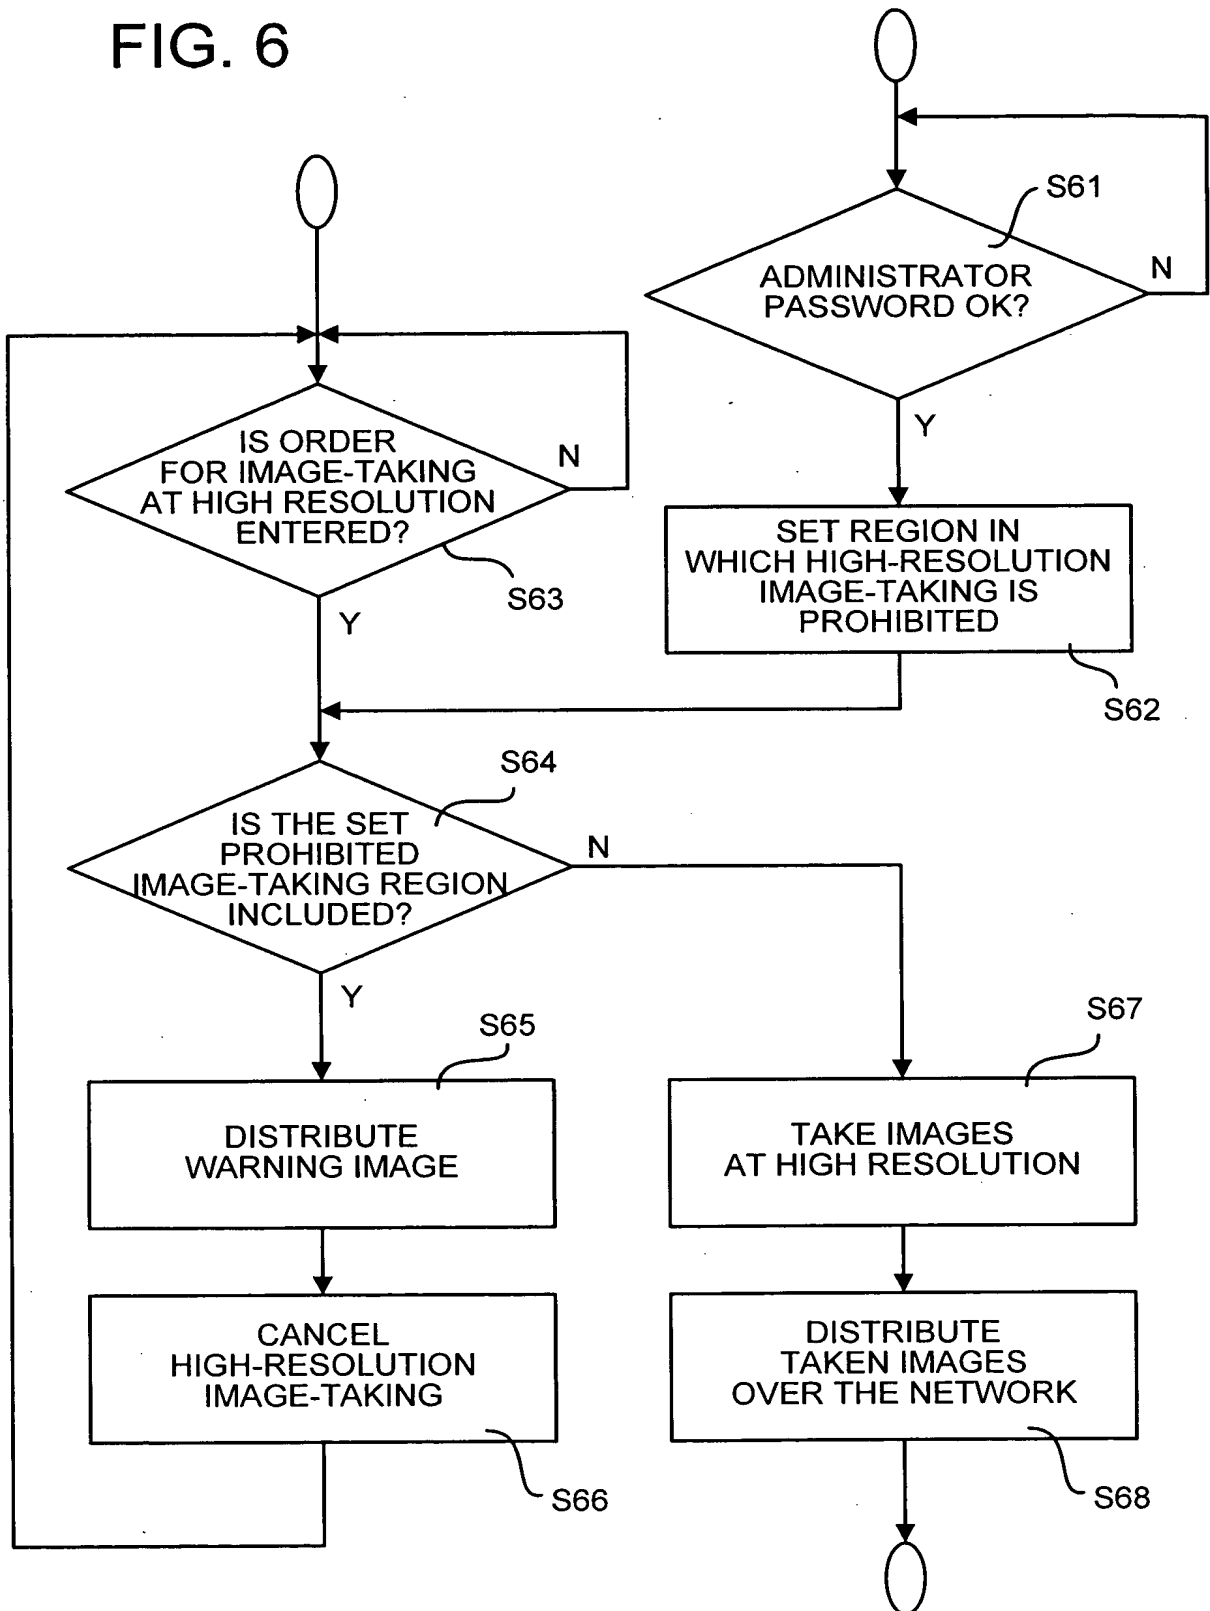 FIG. 6
S61
ADMINISTRATOR
PASSWORD OK?
N
Y
IS ORDER
FOR IMAGE-TAKING
AT HIGH RESOLUTION
ENTERED?
N
S63
Y
SET REGION IN
WHICH HIGH-RESOLUTION
IMAGE-TAKING IS
PROHIBITED
S62
S64
IS THE SET
PROHIBITED
IMAGE-TAKING REGION
INCLUDED?
N
Y
S65
DISTRIBUTE
WARNING IMAGE
S67
TAKE IMAGES
AT HIGH RESOLUTION
CANCEL
HIGH-RESOLUTION
IMAGE-TAKING
S66
DISTRIBUTE
TAKEN IMAGES
OVER THE NETWORK
S68